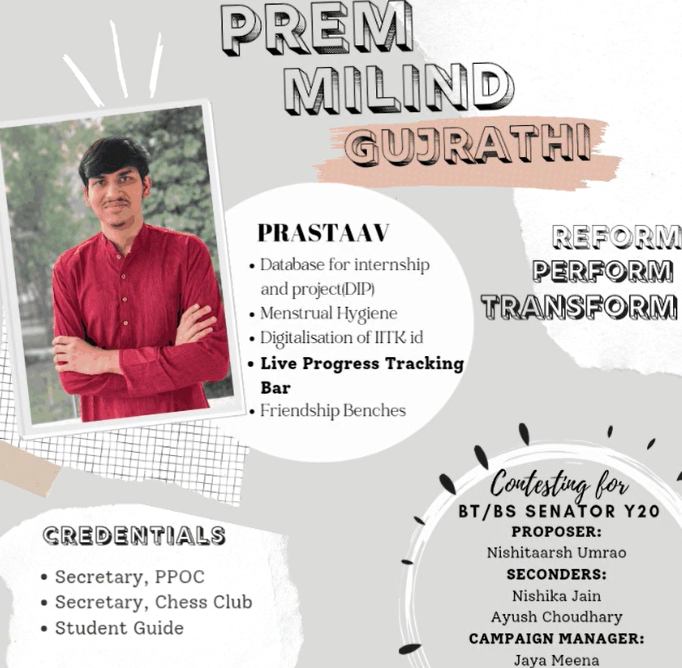 PREM
MILIND
GUJRATHI
PRASTAAV
• Database for internship
and project(DIP)
• Menstrual Hygiene
• Digitalisation of IITK id
• Live Progress Tracking
Bar
• Friendship Benches
REFORM
PERFORM
TRANSFORM
CREDENTIALS
• Secretary, PPOC
• Secretary, Chess Club
• Student Guide
Contesting for
BT/BS SENATOR Y20
PROPOSER:
Nishitaarsh Umrao
SECONDERS:
Nishika Jain
Ayush Choudhary
CAMPAIGN MANAGER:
Jaya Meena